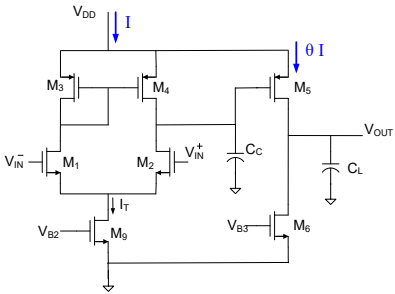 V_DD
I
θ I
M_3
M_4
M_5
V_OUT
V_IN^-
M_1
M_2
V_IN^+
C_C
C_L
I_T
V_B2
M_9
V_B3
M_6